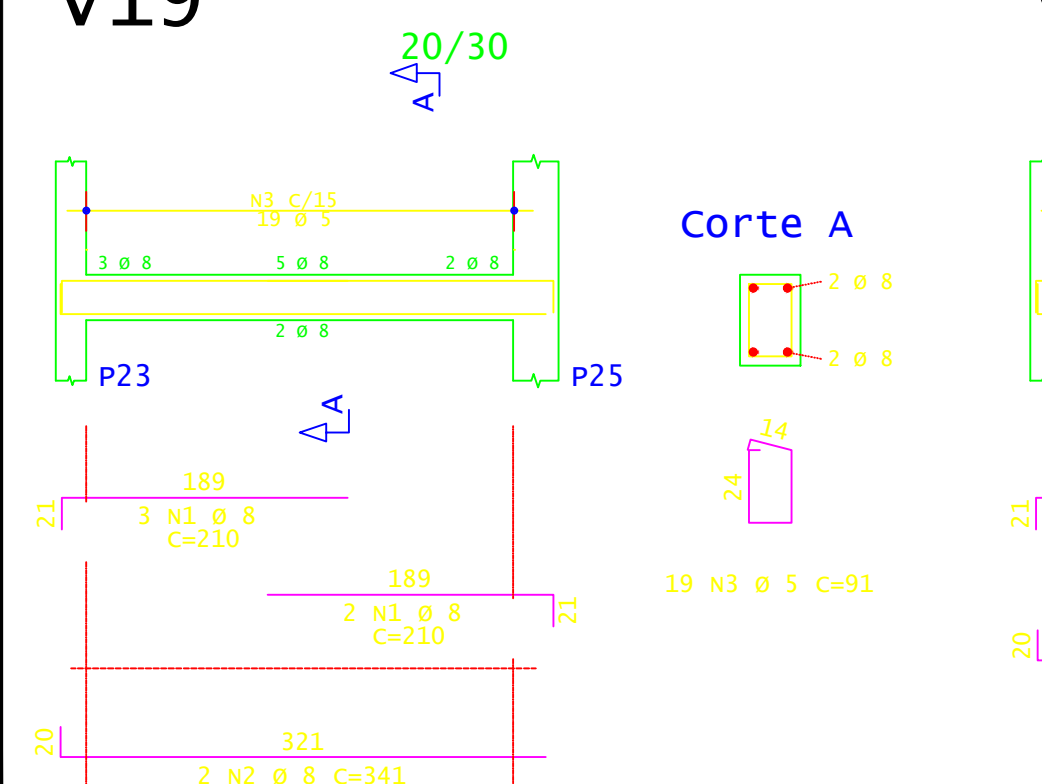 V19
20/30
A
N3 C/15
19 Ø 5
3 Ø 8
5 Ø 8
2 Ø 8
2 Ø 8
P23
P25
A
Corte A
2 Ø 8
2 Ø 8
14
24
19 N3 Ø 5 C=91
189
21
3 N1 Ø 8
C=210
189
21
2 N1 Ø 8
C=210
321
20
2 N2 Ø 8 C=341
21
20